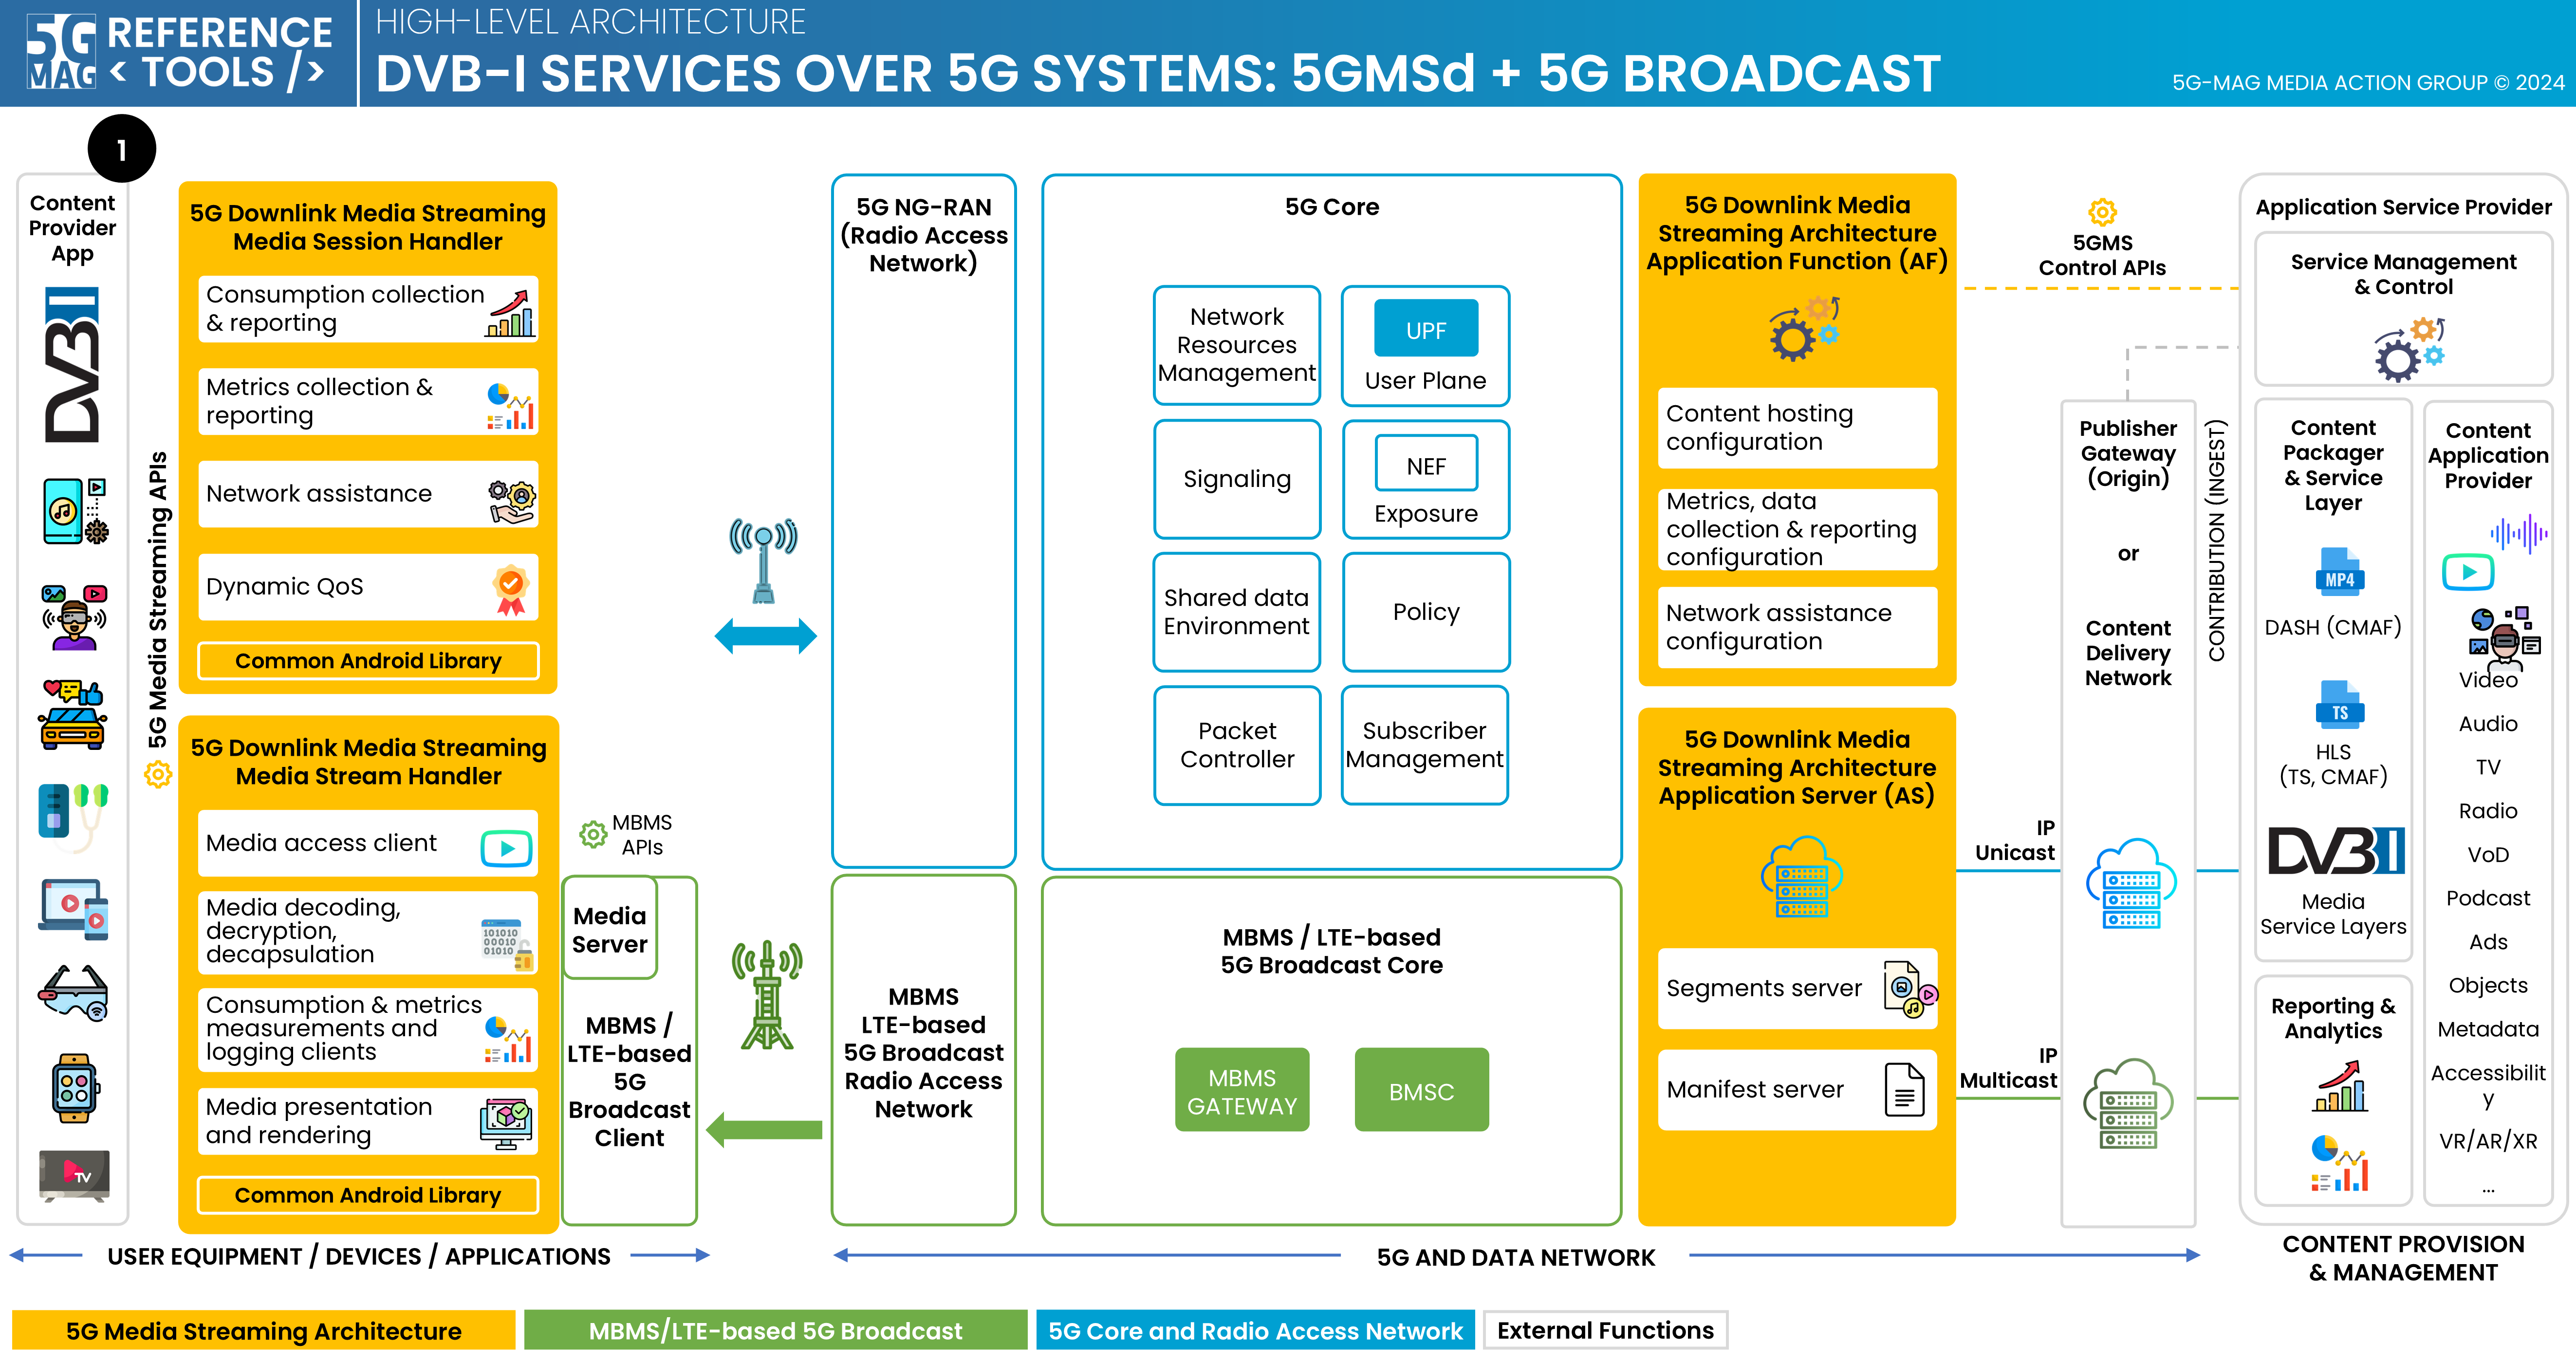 5G
MAG
REFERENCE
< TOOLS />
HIGH-LEVEL ARCHITECTURE
DVB-I SERVICES OVER 5G SYSTEMS: 5GMSd + 5G BROADCAST
5G-MAG MEDIA ACTION GROUP © 2024
1
Content
Provider
App
DVB I
TV
5G Media Streaming APIs
5G Downlink Media Streaming
Media Session Handler
Consumption collection
& reporting
Metrics collection &
reporting
Network assistance
Dynamic QoS
Common Android Library
5G Downlink Media Streaming
Media Stream Handler
Media access client
Media decoding,
decryption,
decapsulation
101010
00010
01010
Consumption & metrics
measurements and
logging clients
Media presentation
and rendering
Common Android Library
MBMS
APIs
Media
Server
MBMS /
LTE-based
5G
Broadcast
Client
5G NG-RAN
(Radio Access
Network)
MBMS
LTE-based
5G Broadcast
Radio Access
Network
5G Core
Network
Resources
Management
UPF
User Plane
Signaling
NEF
Exposure
Shared data
Environment
Policy
Packet
Controller
Subscriber
Management
MBMS / LTE-based
5G Broadcast Core
MBMS
GATEWAY
BMSC
5G Downlink Media
Streaming Architecture
Application Function (AF)
Content hosting
configuration
Metrics, data
collection & reporting
configuration
Network assistance
configuration
5G Downlink Media
Streaming Architecture
Application Server (AS)
Segments server
Manifest server
5GMS
Control APIs
IP
Unicast
IP
Multicast
Publisher
Gateway
(Origin)
or
Content
Delivery
Network
CONTRIBUTION (INGEST)
Application Service Provider
Service Management
& Control
Content
Packager
& Service
Layer
MP4
DASH (CMAF)
TS
HLS
(TS, CMAF)
DVB I
Media
Service Layers
Reporting &
Analytics
Content
Application
Provider
Video
Audio
TV
Radio
VoD
Podcast
Ads
Objects
Metadata
Accessibilit
y
VR/AR/XR
...
USER EQUIPMENT / DEVICES / APPLICATIONS
5G AND DATA NETWORK
CONTENT PROVISION
& MANAGEMENT
5G Media Streaming Architecture
MBMS/LTE-based 5G Broadcast
5G Core and Radio Access Network
External Functions